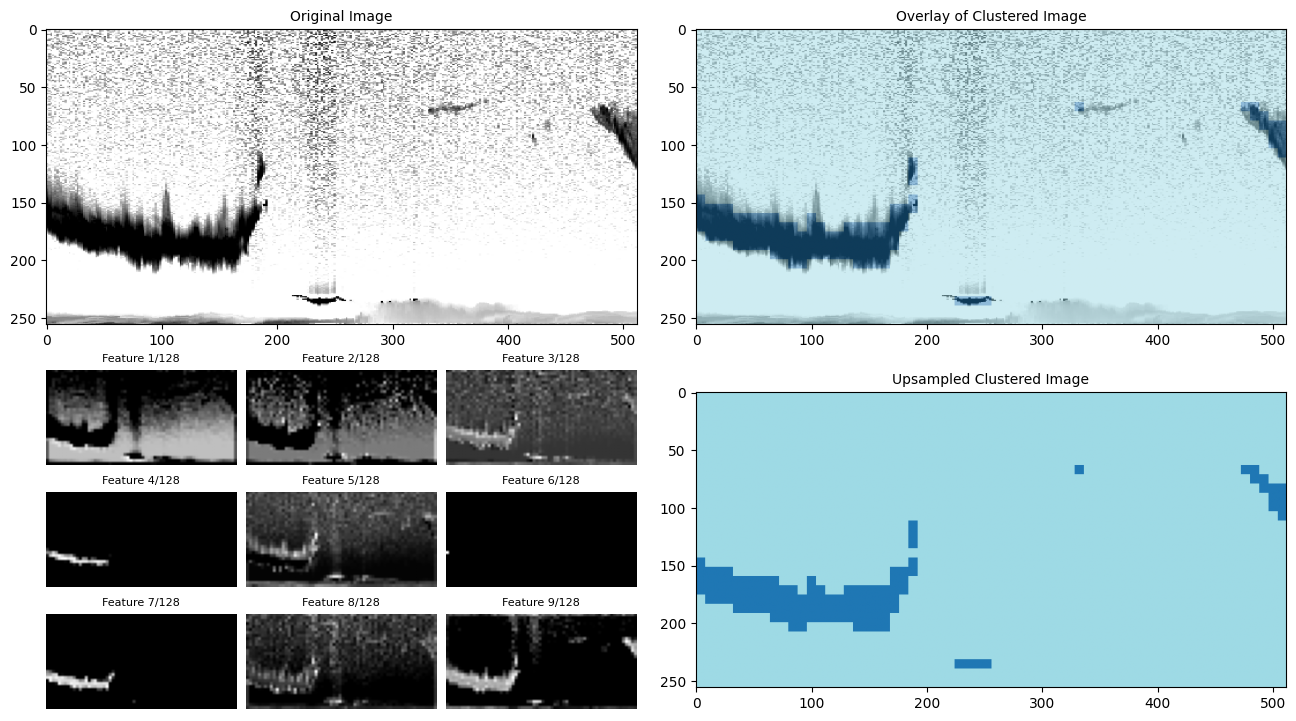 Original Image
0
50
100
150
200
250
0 100 200 300 400 500
Overlay of Clustered Image
0
50
100
150
200
250
0 100 200 300 400 500
Feature 1/128 Feature 2/128 Feature 3/128
Feature 4/128 Feature 5/128 Feature 6/128
Feature 7/128 Feature 8/128 Feature 9/128
Upsampled Clustered Image
0
50
100
150
200
250
0 100 200 300 400 500